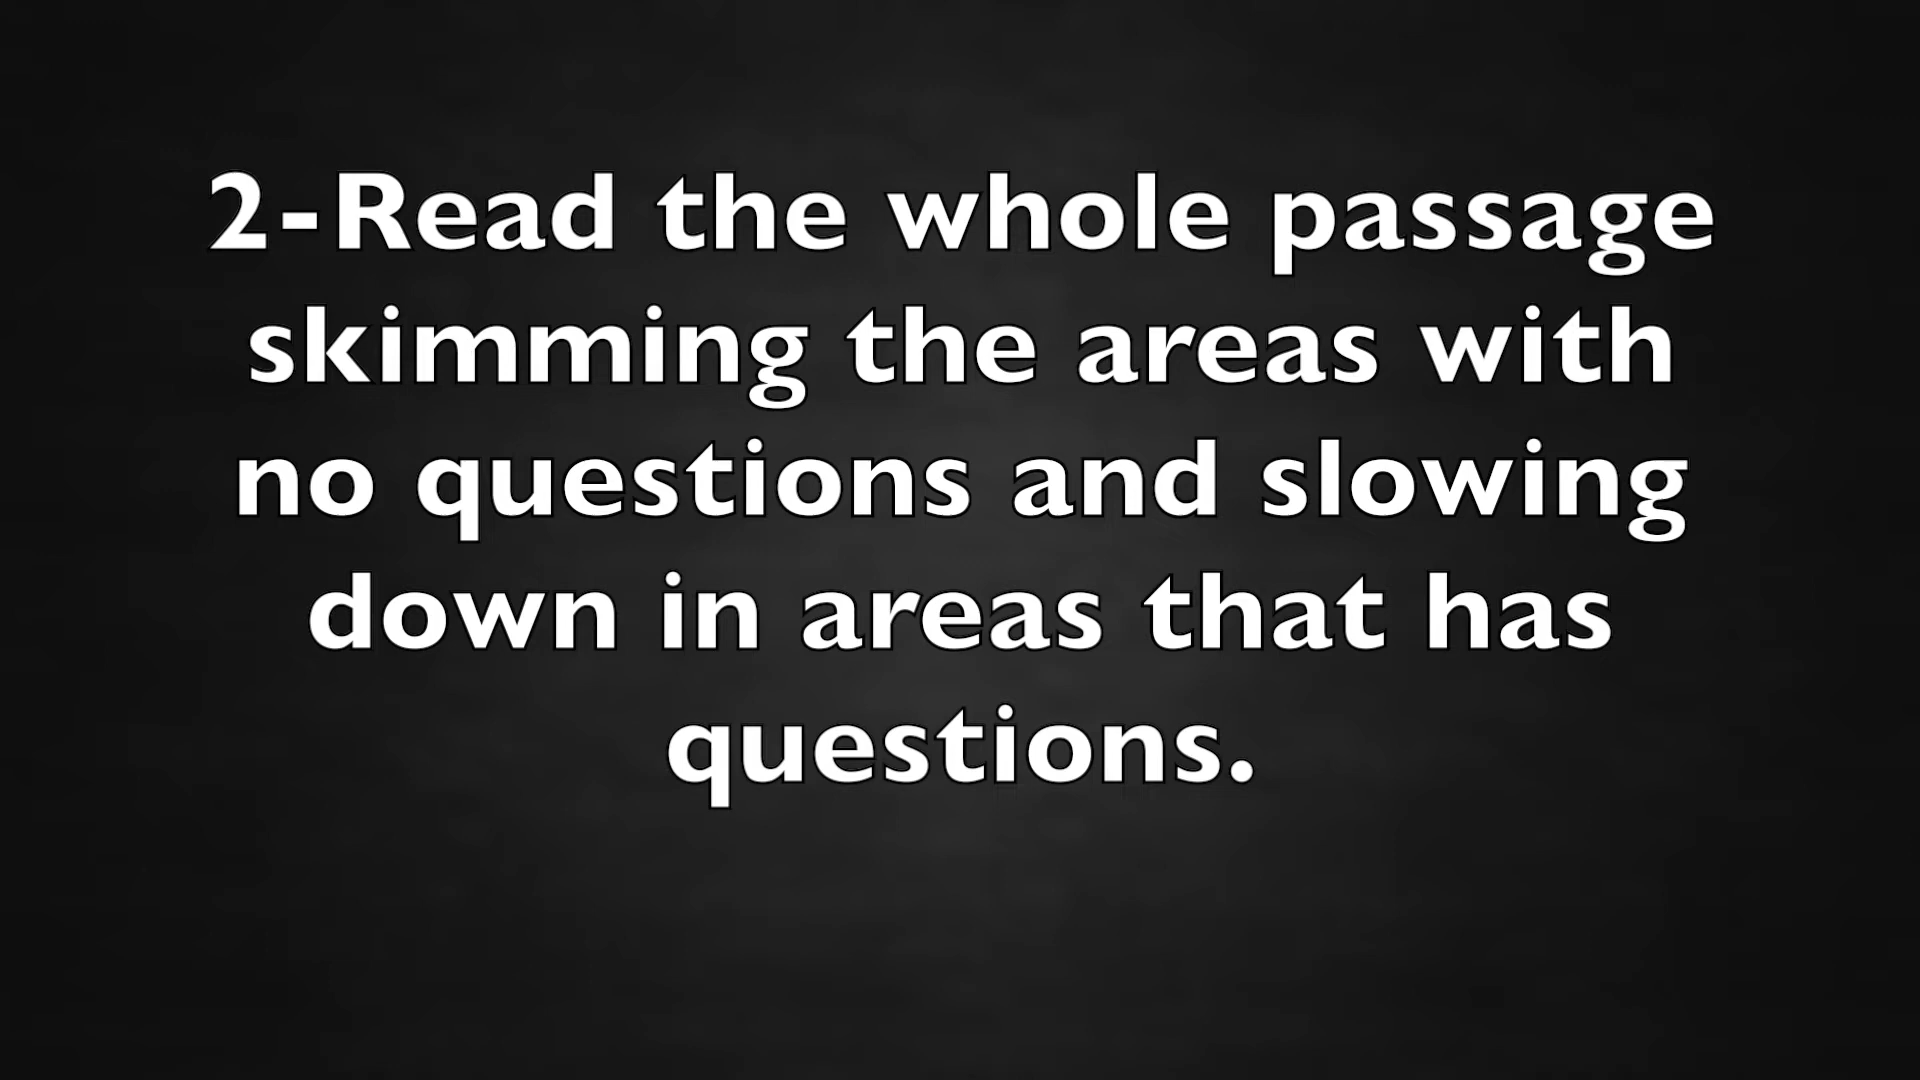 2-Read the whole passage
skimming the areas with
no questions and slowing
down in areas that has
questions.